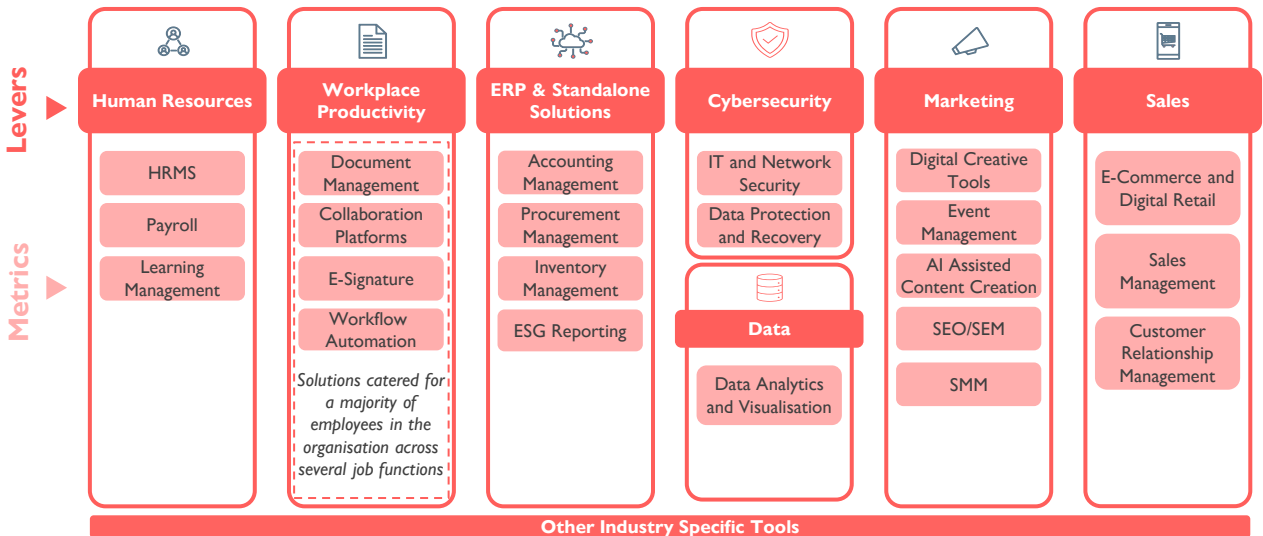 Levers
Metrics
Human Resources
HRMS
Payroll
Learning
Management
Workplace
Productivity
Document
Management
Collaboration
Platforms
E-Signature
Workflow
Automation
Solutions catered for
a majority of
employees in the
organisation across
several job functions
ERP & Standalone
Solutions
Accounting
Management
Procurement
Management
Inventory
Management
ESG Reporting
Cybersecurity
IT and Network
Security
Data Protection
and Recovery
Data
Data Analytics
and Visualisation
Marketing
Digital Creative
Tools
Event
Management
AI Assisted
Content Creation
SEO/SEM
SMM
Sales
E-Commerce and
Digital Retail
Sales
Management
Customer
Relationship
Management
Other Industry Specific Tools